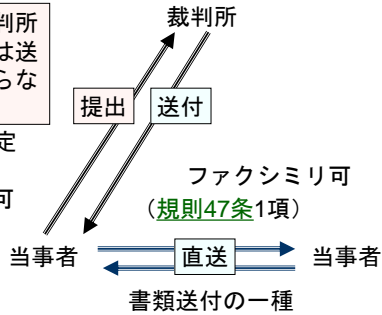 判所
は送
らな
定
可
裁判所
提出
送付
ファクシミリ可
（規則47条1項）
当事者
直送
当事者
書類送付の一種